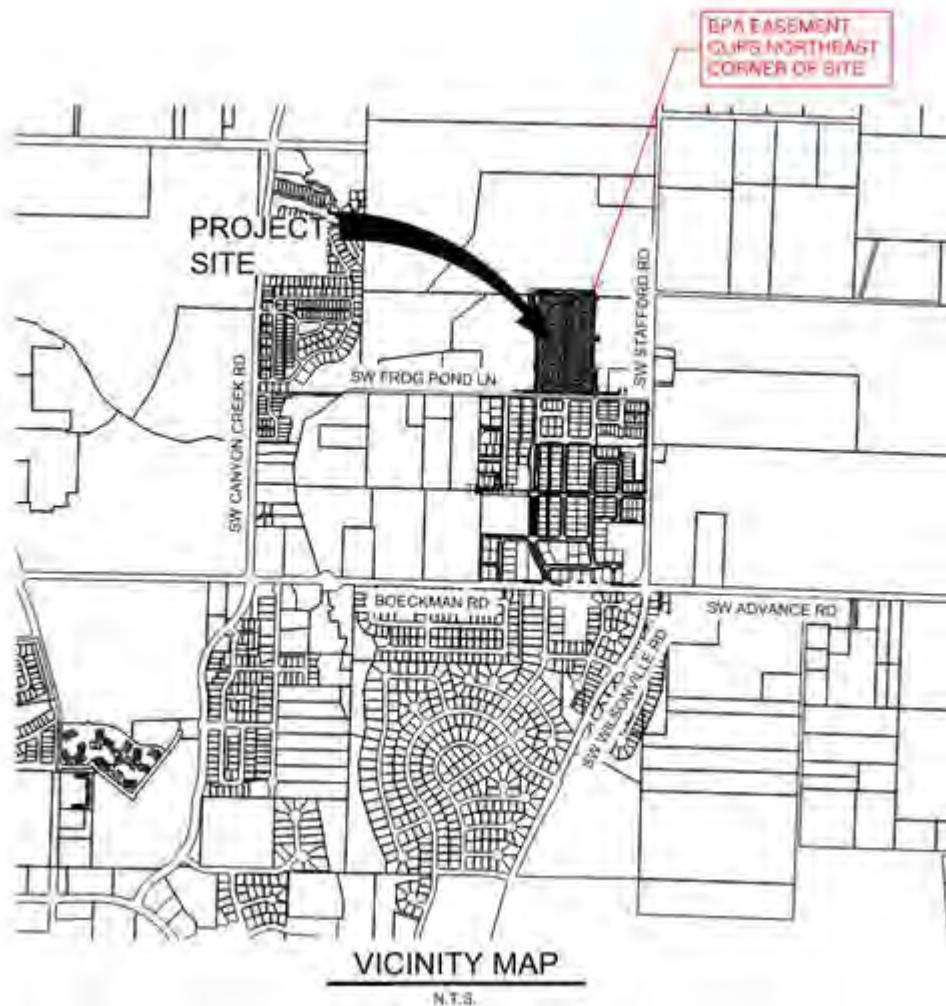 BPA EASEMENT
CLIPS NORTHEAST
CORNER OF SITE
PROJECT
SITE
SW STAFFORD RD
SW FROG POND LN
SW CANYON CREEK RD
BOECKMAN RD
SW ADVANCE RD
SW WILSONVILLE RD
VICINITY MAP
N.T.S.